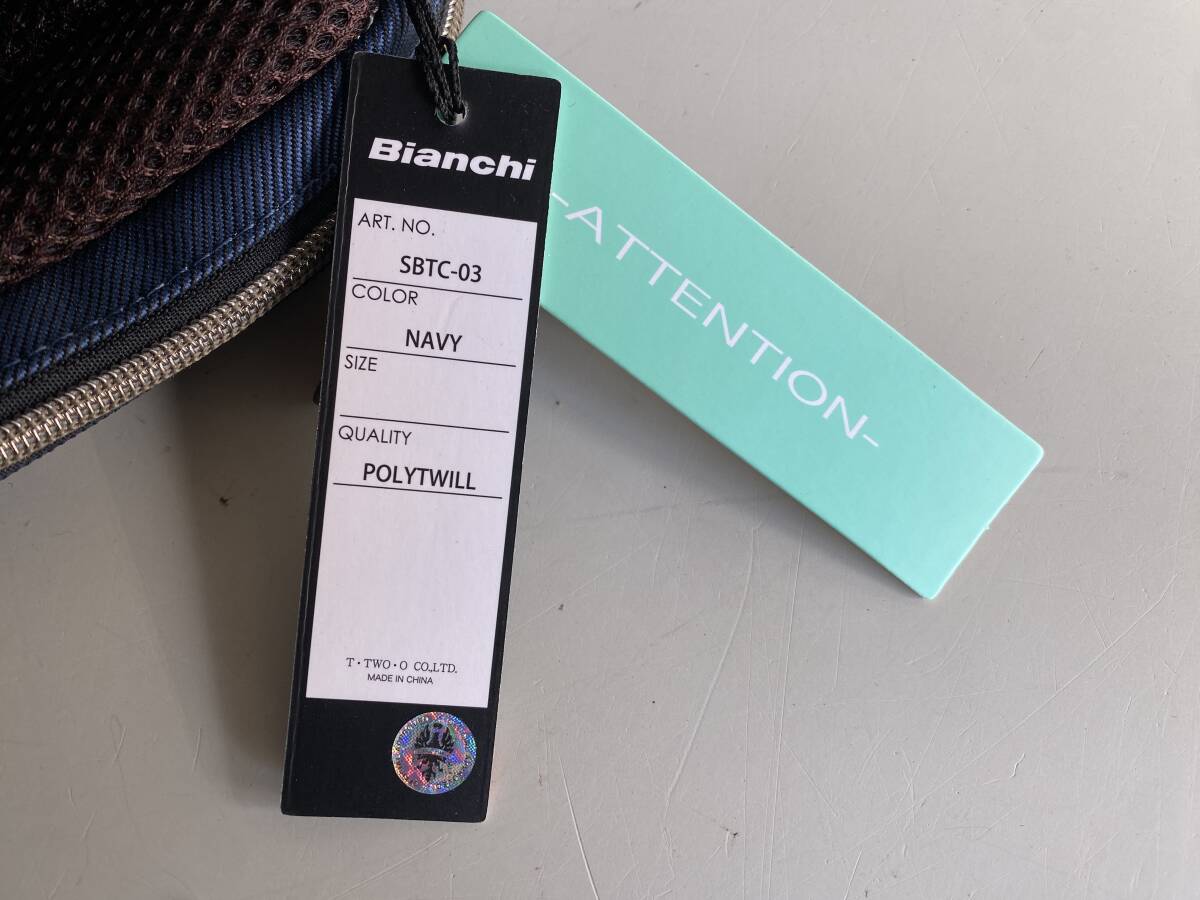 Bianchi
ART. NO.
SBTC-03
COLOR
NAVY
SIZE
QUALITY
POLYTWILL
T・TWO・O CO.,LTD.
MADE IN CHINA
-ATTENTION-